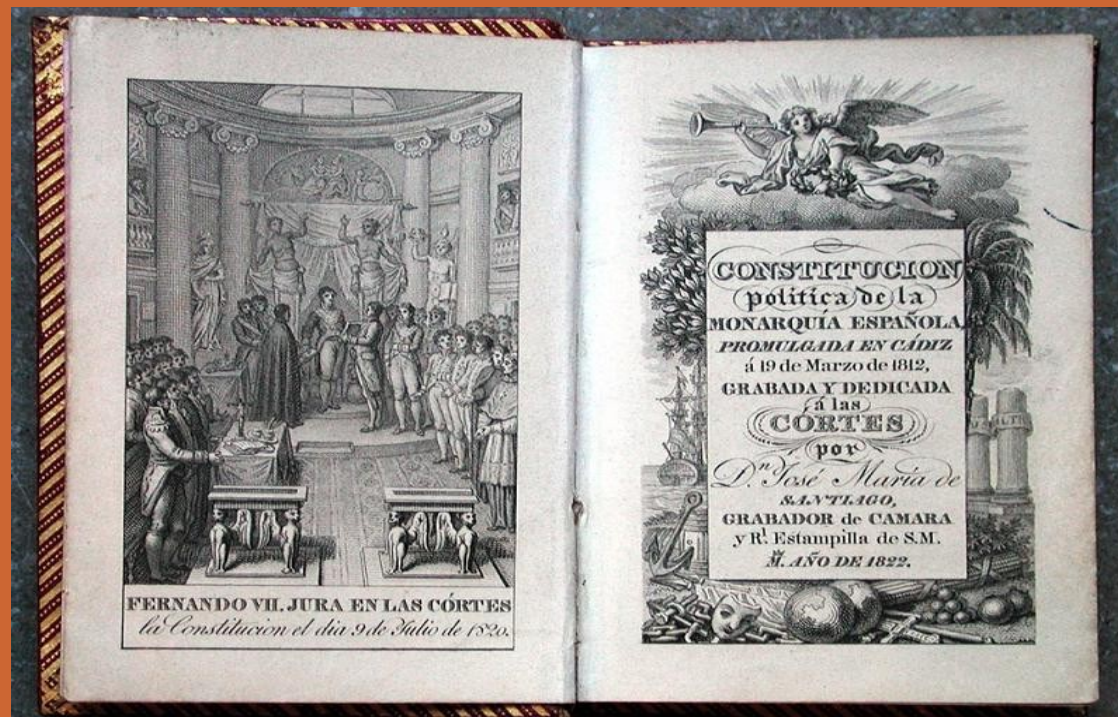 FERNANDO VII. JURA EN LAS CÓRTES
la Constitucion el dia 9 de Julio de 1820.
CONSTITUCION
politica de la
MONARQUÍA ESPAÑOLA,
PROMULGADA EN CÁDIZ
á 19 de Marzo de 1812,
GRABADA Y DEDICADA
á las
CÓRTES
por
D.n José María de
SANTIAGO,
GRABADOR de CAMARA
y Rl. Estampilla de S.M.
AÑO DE 1822.